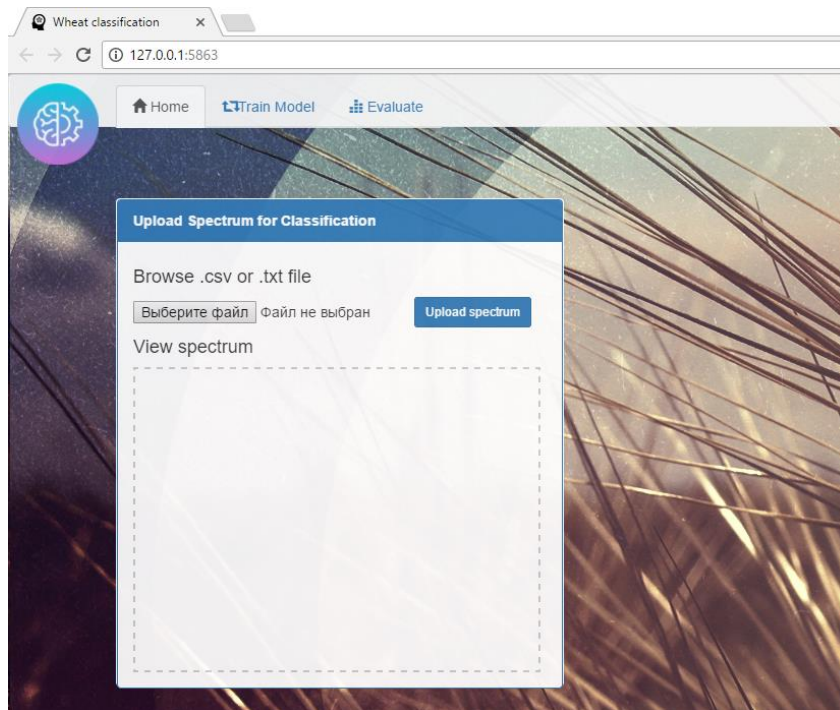 Wheat classification
127.0.0.1:5863
Home Train Model Evaluate
Upload Spectrum for Classification
Browse .csv or .txt file
Выберите файл Файл не выбран Upload spectrum
View spectrum